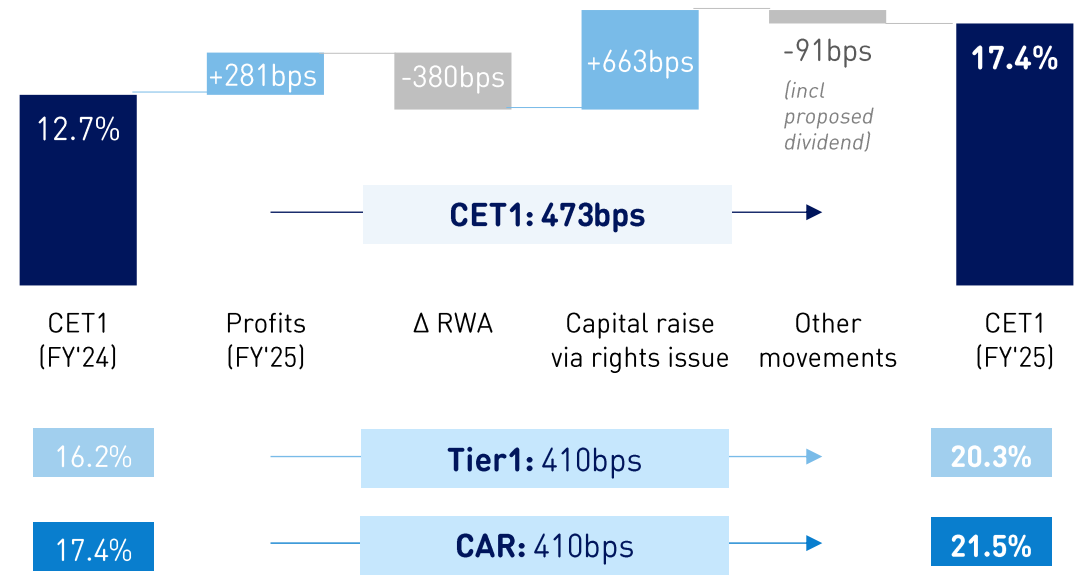 12.7%
+281bps
-380bps
+663bps
-91bps
(incl
proposed
dividend)
17.4%
CET1: 473bps
CET1
(FY'24)
Profits
(FY'25)
Δ RWA
Capital raise
via rights issue
Other
movements
CET1
(FY'25)
16.2%
Tier1: 410bps
20.3%
17.4%
CAR: 410bps
21.5%